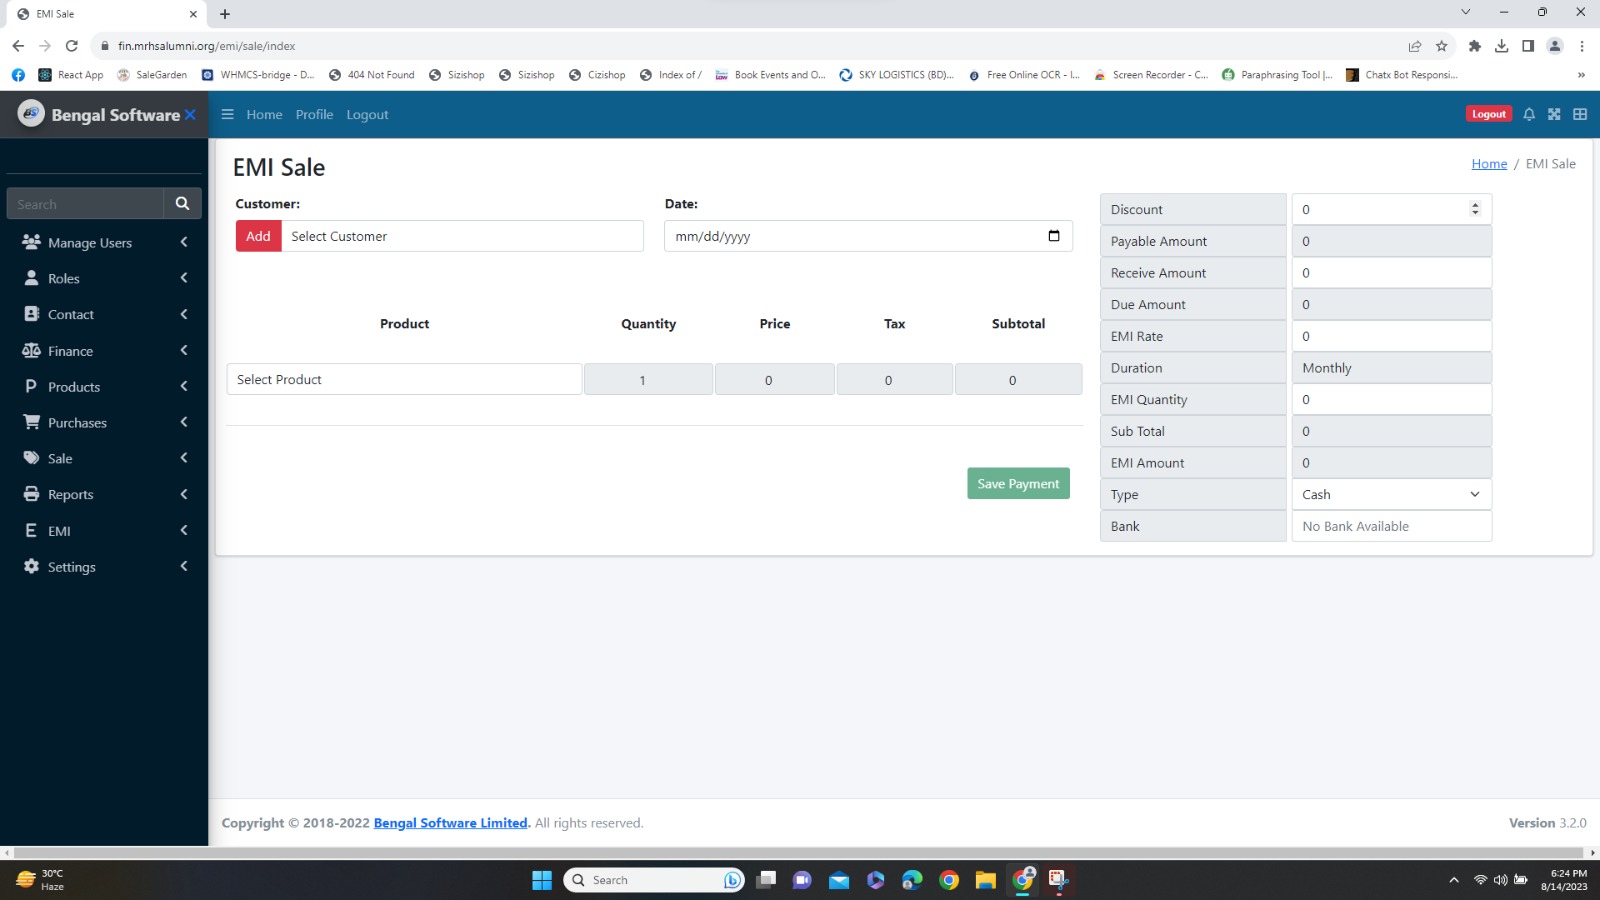 EMI Sale
fin.mrhsalumni.org/emi/sale/index
React App SaleGarden WHMCS-bridge - D... 404 Not Found Sizishop Sizishop Cizishop Index of / Book Events and O... SKY LOGISTICS (BD)... Free Online OCR - I... Screen Recorder - C... Paraphrasing Tool |... Chatx Bot Responsi... »
Bengal Software
Home Profile Logout
Logout
Search
Manage Users
Roles
Contact
Finance
P Products
Purchases
Sale
Reports
E EMI
Settings
EMI Sale
Home / EMI Sale
Customer:
Add Select Customer
Date:
mm/dd/yyyy
Product Quantity Price Tax Subtotal
Select Product 1 0 0 0
Save Payment
Discount 0
Payable Amount 0
Receive Amount 0
Due Amount 0
EMI Rate 0
Duration Monthly
EMI Quantity 0
Sub Total 0
EMI Amount 0
Type Cash
Bank No Bank Available
Copyright © 2018-2022 Bengal Software Limited. All rights reserved.
Version 3.2.0
30°C
Haze
Search
6:24 PM
8/14/2023